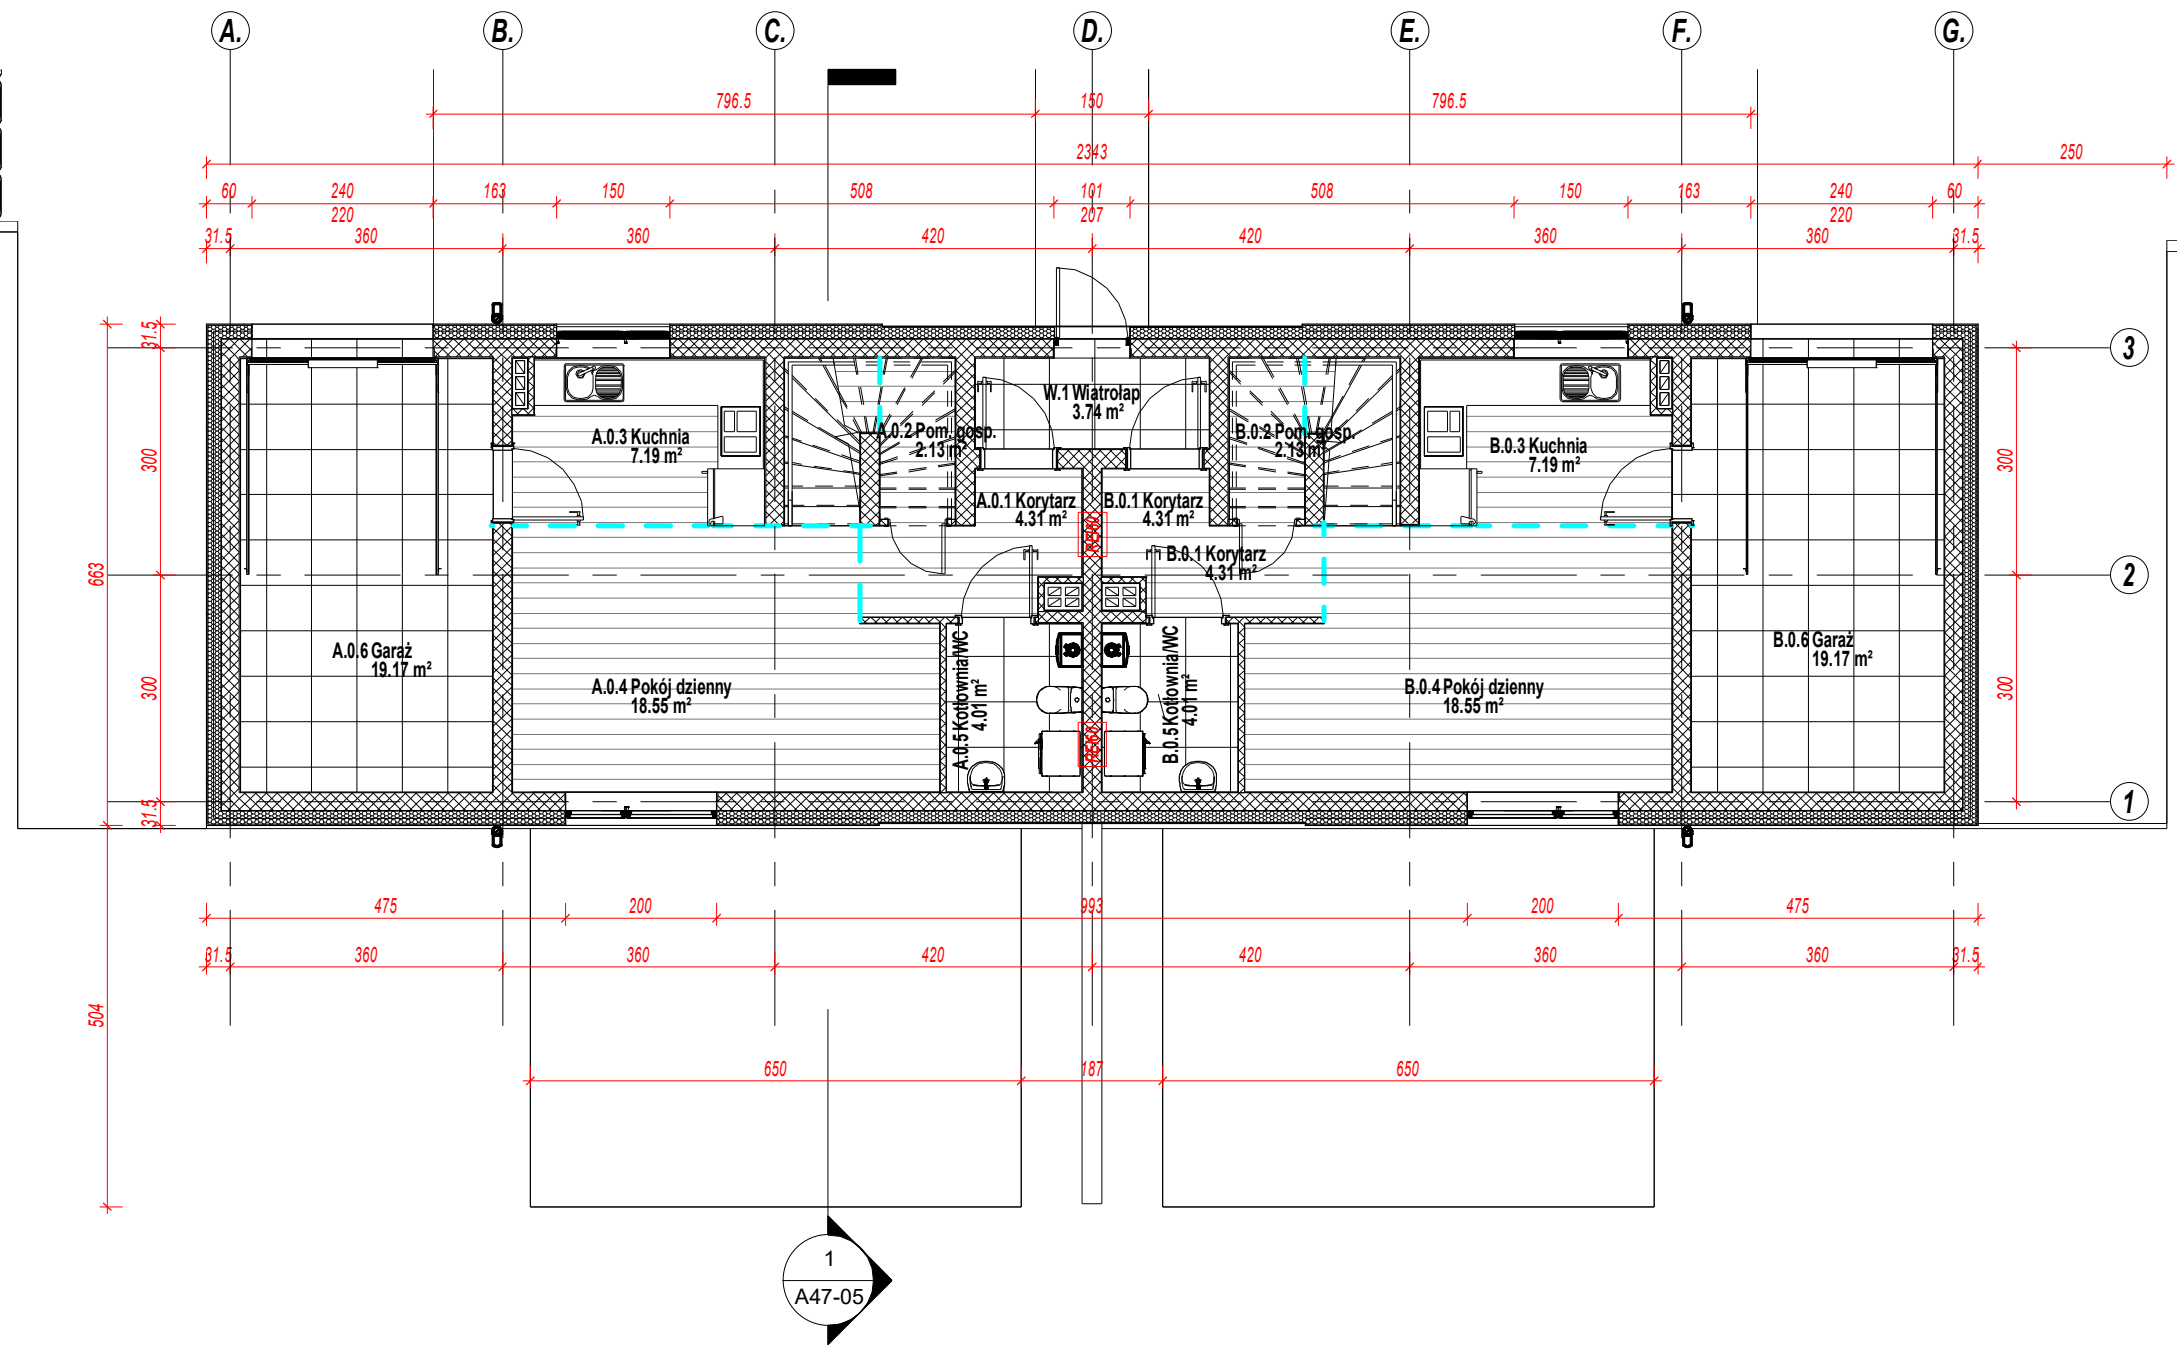 A. B. C. D. E. F. G.
796.5 150 796.5
2343 250
60 240 163 150 508 101 508 150 163 240 60
220 207 220
31.5 360 360 420 420 360 360 31.5
31.5
300
663
300
31.5
504
3
300
2
300
1
W.1 Wiatrołap
3.74 m²
A.0.3 Kuchnia
7.19 m²
A.0.2 Pom. gosp.
2.13 m²
B.0.2 Pom. gosp.
2.13 m²
B.0.3 Kuchnia
7.19 m²
A.0.1 Korytarz
4.31 m²
B.0.1 Korytarz
4.31 m²
REI60
B.0.1 Korytarz
4.31 m²
A.0.6 Garaż
19.17 m²
A.0.4 Pokój dzienny
18.55 m²
A.0.5 Kotłownia/WC
4.01 m²
B.0.5 Kotłownia/WC
4.01 m²
REI60
B.0.4 Pokój dzienny
18.55 m²
B.0.6 Garaż
19.17 m²
475 200 993 200 475
31.5 360 360 420 420 360 360 31.5
650 187 650
1
A47-05